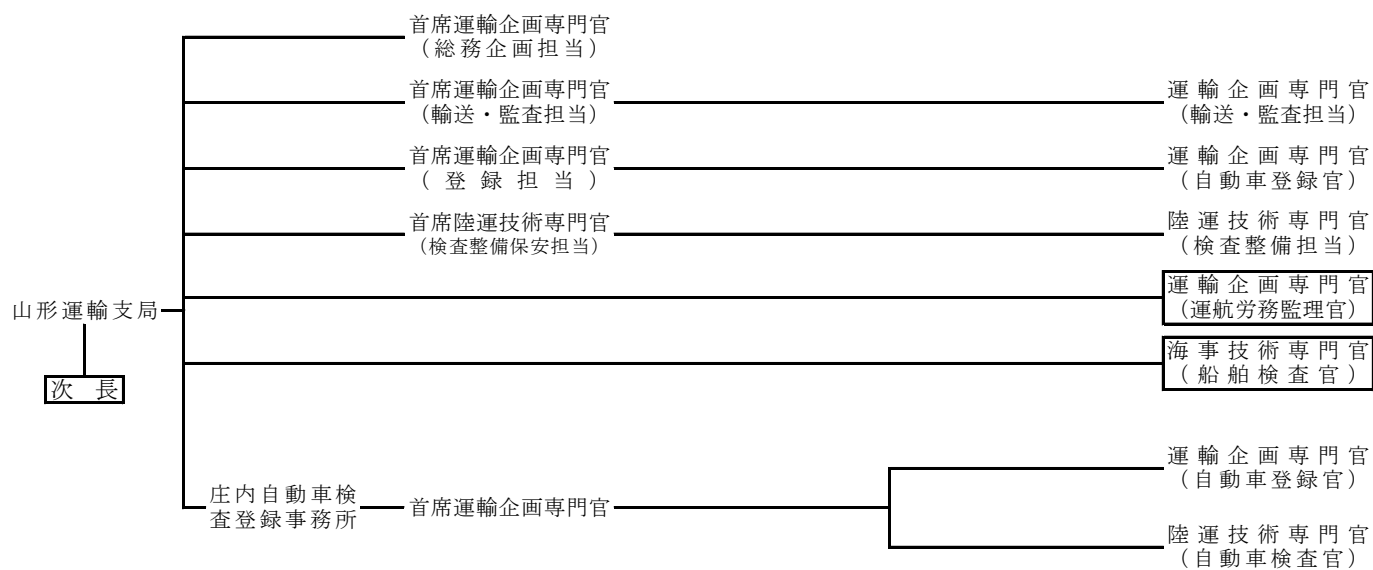 首席運輸企画専門官
（総務企画担当）
首席運輸企画専門官
（輸送・監査担当）
運輸企画専門官
（輸送・監査担当）
首席運輸企画専門官
（登録担当）
運輸企画専門官
（自動車登録官）
首席陸運技術専門官
（検査整備保安担当）
陸運技術専門官
（検査整備担当）
運輸企画専門官
（運航労務監理官）
山形運輸支局
海事技術専門官
（船舶検査官）
次長
庄内自動車検
査登録事務所
首席運輸企画専門官
運輸企画専門官
（自動車登録官）
陸運技術専門官
（自動車検査官）